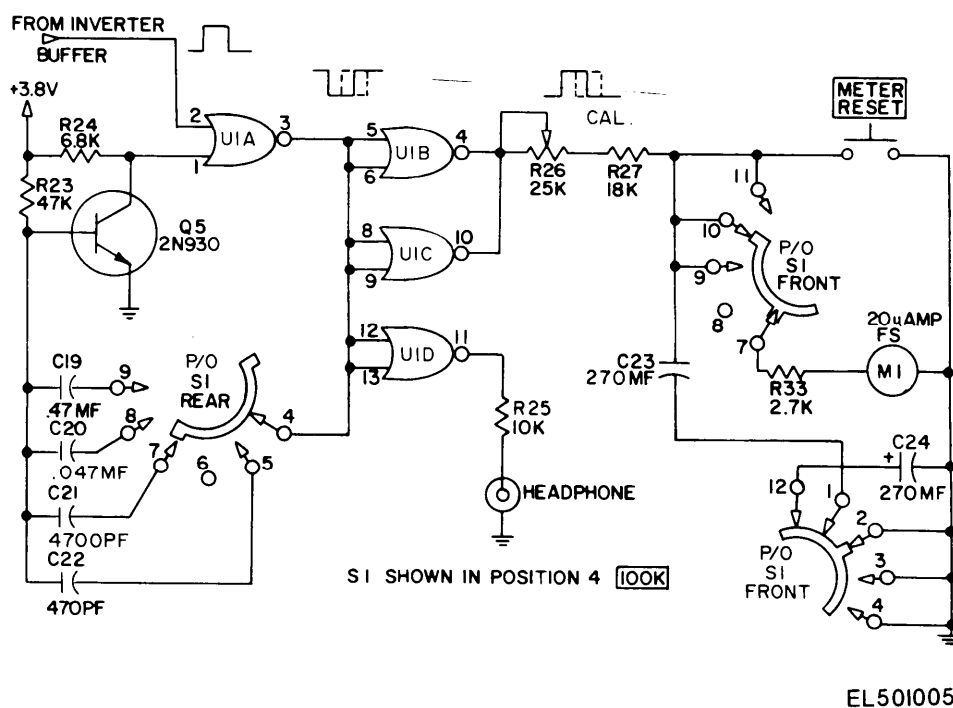 FROM INVERTER
BUFFER
+3.8V
R24
6.8K
R23
47K
Q5
2N930
2
1
U1A
3
5
6
U1B
4
8
9
U1C
10
12
13
U1D
11
CAL.
R26
25K
R27
18K
METER
RESET
11
10
9
8
7
P/O
S1
FRONT
20uAMP
FS
M1
R33
2.7K
C23
270MF
C19
.47MF
C20
.047MF
C21
4700PF
C22
470PF
9
8
7
6
5
4
P/O
S1
REAR
R25
10K
HEADPHONE
+
C24
270MF
12
1
2
3
4
P/O
S1
FRONT
S1 SHOWN IN POSITION 4 100K
EL501005